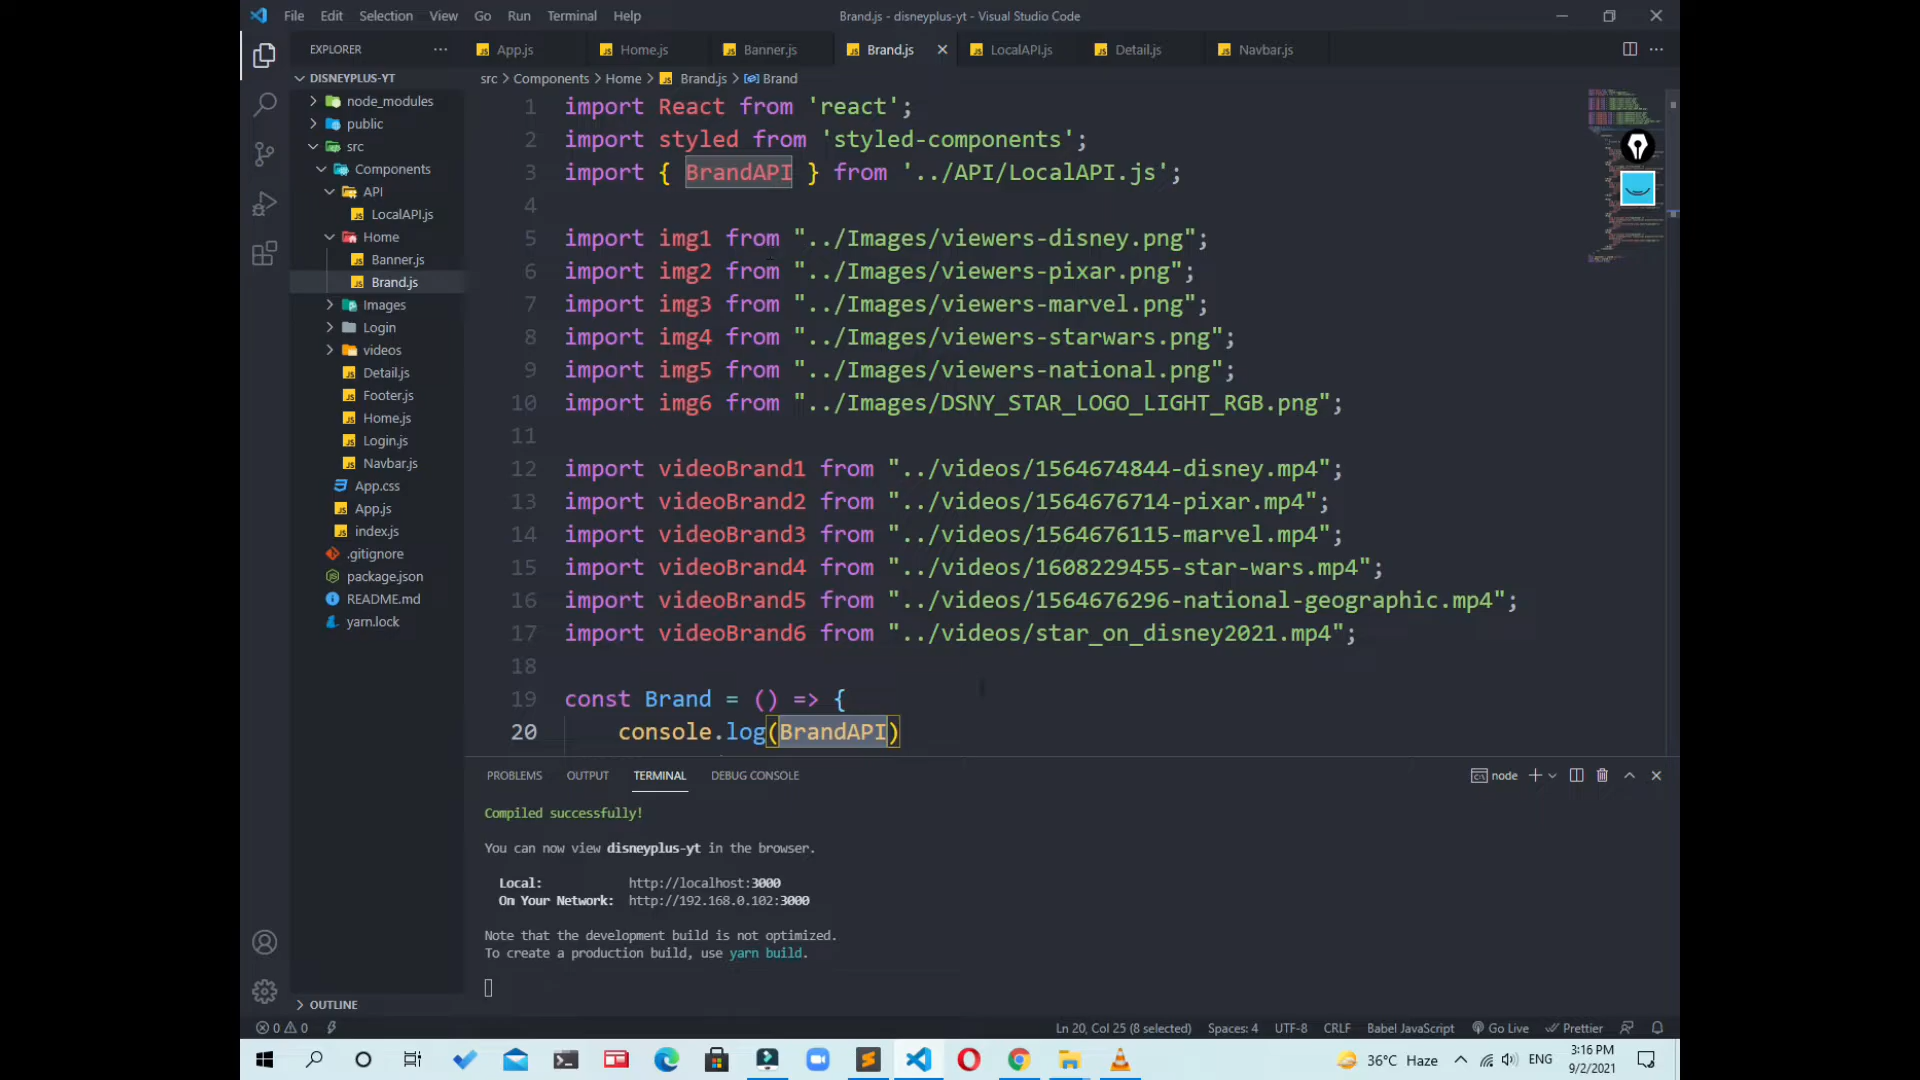 File Edit Selection View Go Run Terminal Help
Brand.js - disneyplus-yt - Visual Studio Code
EXPLORER
App.js
Home.js
Banner.js
Brand.js
LocalAPI.js
Detail.js
Navbar.js
DISNEYPLUS-YT
node_modules
public
src
Components
API
LocalAPI.js
Home
Banner.js
Brand.js
Images
Login
videos
Detail.js
Footer.js
Home.js
Login.js
Navbar.js
App.css
App.js
index.js
.gitignore
package.json
README.md
yarn.lock
OUTLINE
src > Components > Home > Brand.js > Brand
1 import React from 'react';
2 import styled from 'styled-components';
3 import { BrandAPI } from '../API/LocalAPI.js';
4
5 import img1 from "../Images/viewers-disney.png";
6 import img2 from "../Images/viewers-pixar.png";
7 import img3 from "../Images/viewers-marvel.png";
8 import img4 from "../Images/viewers-starwars.png";
9 import img5 from "../Images/viewers-national.png";
10 import img6 from "../Images/DSNY_STAR_LOGO_LIGHT_RGB.png";
11
12 import videoBrand1 from "../videos/1564674844-disney.mp4";
13 import videoBrand2 from "../videos/1564676714-pixar.mp4";
14 import videoBrand3 from "../videos/1564676115-marvel.mp4";
15 import videoBrand4 from "../videos/1608229455-star-wars.mp4";
16 import videoBrand5 from "../videos/1564676296-national-geographic.mp4";
17 import videoBrand6 from "../videos/star_on_disney2021.mp4";
18
19 const Brand = () => {
20 console.log(BrandAPI)
PROBLEMS OUTPUT TERMINAL DEBUG CONSOLE
node
Compiled successfully!
You can now view disneyplus-yt in the browser.
Local: http://localhost:3000
On Your Network: http://192.168.0.102:3000
Note that the development build is not optimized.
To create a production build, use yarn build.
0 0
Ln 20, Col 25 (8 selected) Spaces: 4 UTF-8 CRLF Babel JavaScript Go Live Prettier
36°C Haze ENG
3:16 PM
9/2/2021